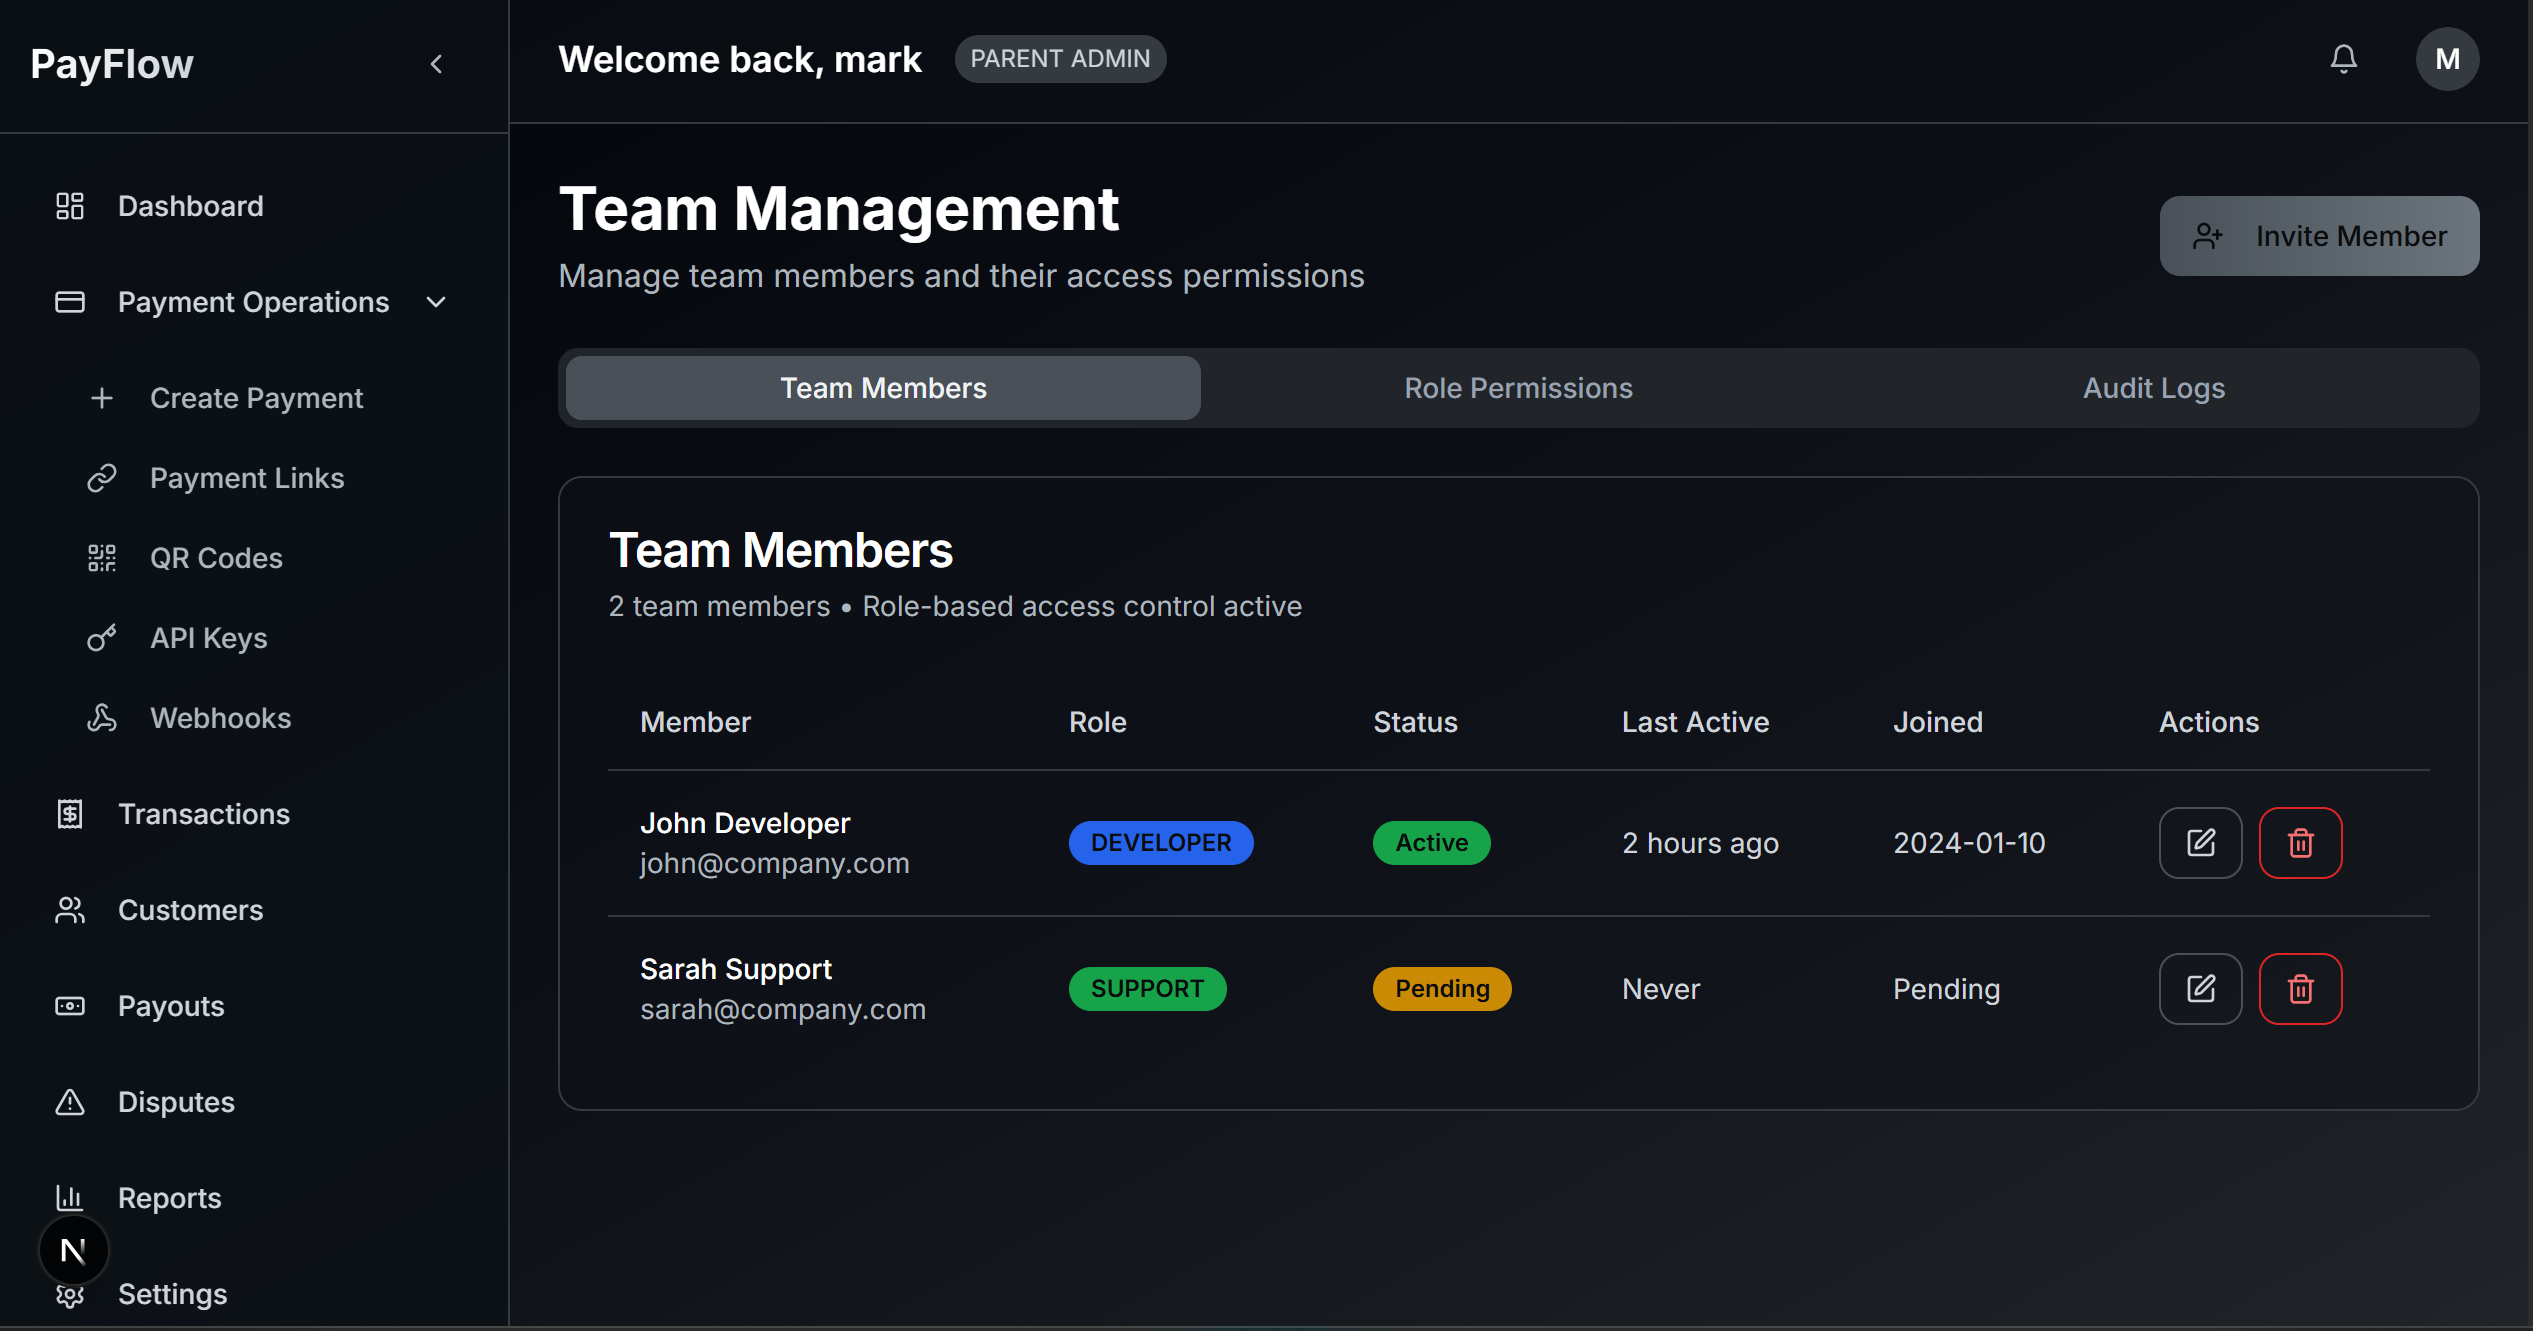 PayFlow
Welcome back, mark
PARENT ADMIN
M
Dashboard
Payment Operations
Create Payment
Payment Links
QR Codes
API Keys
Webhooks
Transactions
Customers
Payouts
Disputes
Reports
N
Settings
Team Management
Manage team members and their access permissions
Invite Member
Team Members
Role Permissions
Audit Logs
Team Members
2 team members • Role-based access control active
Member Role Status Last Active Joined Actions
John Developer
john@company.com
DEVELOPER Active 2 hours ago 2024-01-10
Sarah Support
sarah@company.com
SUPPORT Pending Never Pending